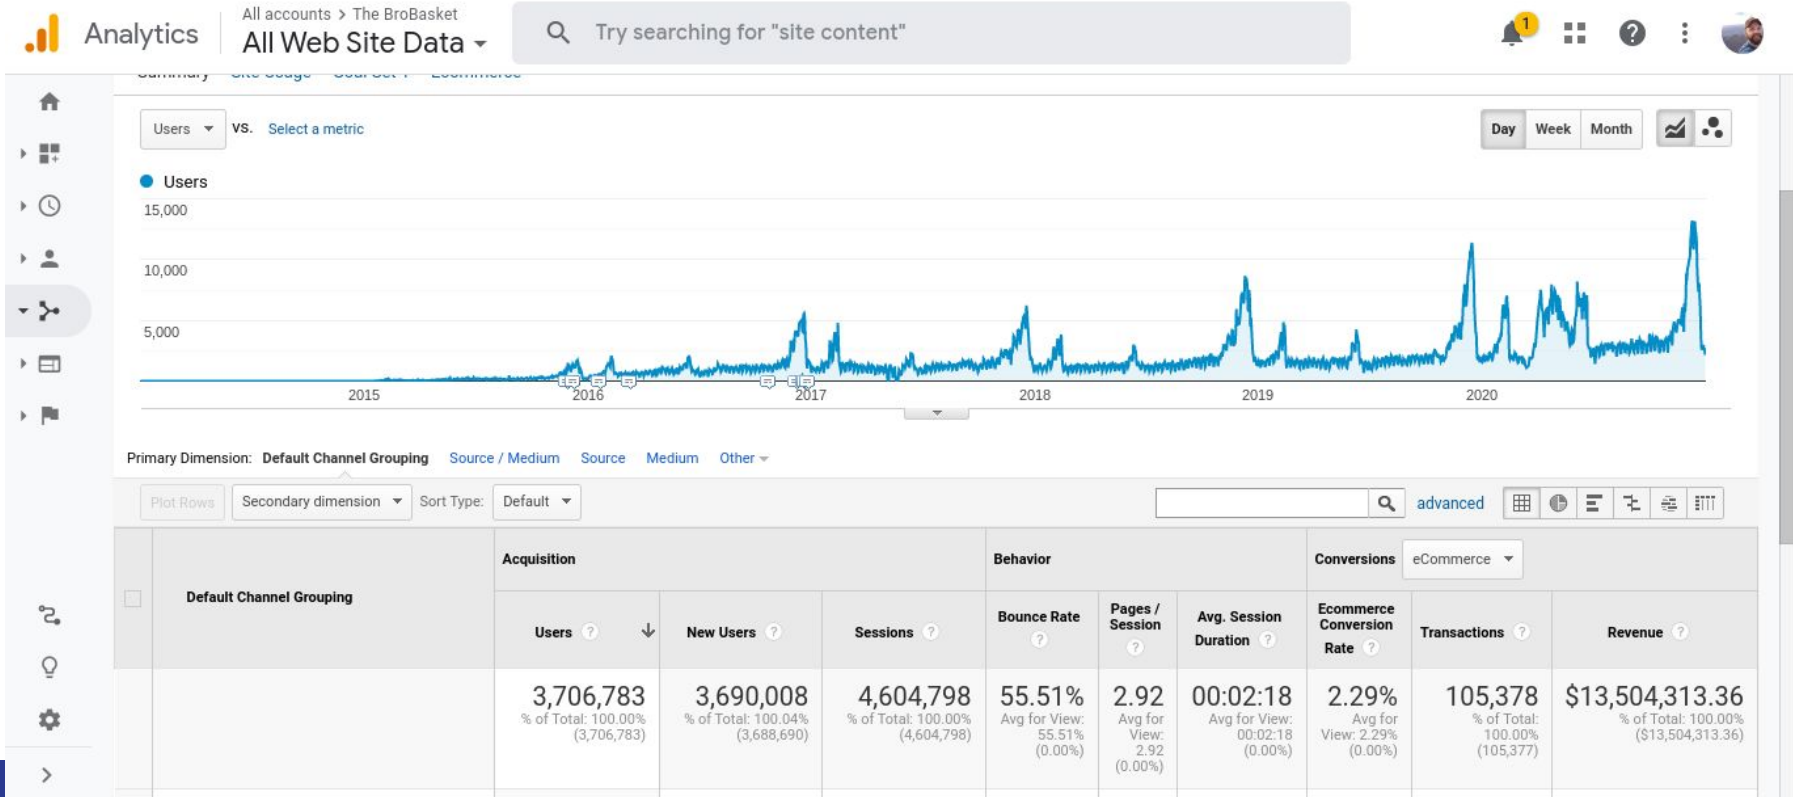 All accounts > The BroBasket
Analytics
All Web Site Data
Try searching for "site content"
1
Summary Site Usage Goal Set 1 Ecommerce
Users VS. Select a metric
Day Week Month
Users
15,000
10,000
5,000
2015 2016 2017 2018 2019 2020
Primary Dimension: Default Channel Grouping Source / Medium Source Medium Other
Plot Rows Secondary dimension Sort Type: Default advanced
Acquisition Behavior Conversions eCommerce
Default Channel Grouping
Users ? New Users ? Sessions ? Bounce Rate ? Pages / Session ? Avg. Session Duration ? Ecommerce Conversion Rate ? Transactions ? Revenue ?
3,706,783 3,690,008 4,604,798 55.51% 2.92 00:02:18 2.29% 105,378 $13,504,313.36
% of Total: 100.00% (3,706,783)
% of Total: 100.04% (3,688,690)
% of Total: 100.00% (4,604,798)
Avg for View: 55.51% (0.00%)
Avg for View: 2.92 (0.00%)
Avg for View: 00:02:18 (0.00%)
Avg for View: 2.29% (0.00%)
% of Total: 100.00% (105,377)
% of Total: 100.00% ($13,504,313.36)